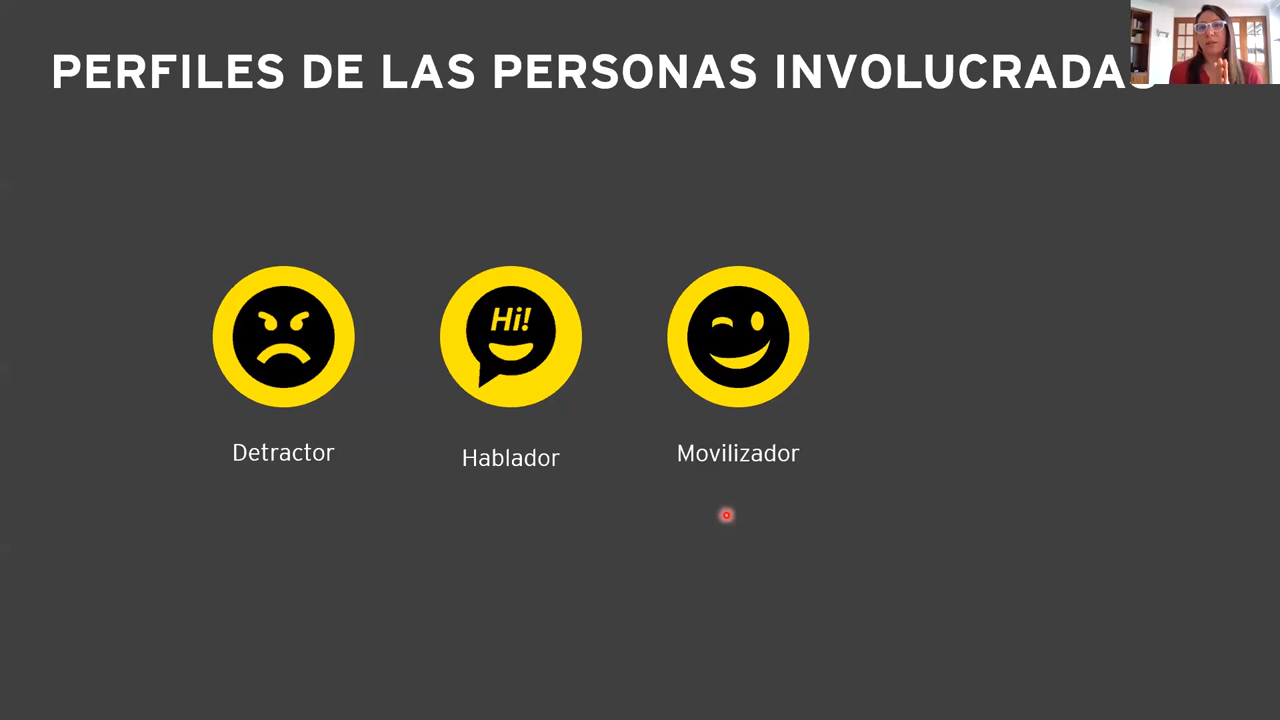 PERFILES DE LAS PERSONAS INVOLUCRADAS
Hi!
Detractor
Hablador
Movilizador